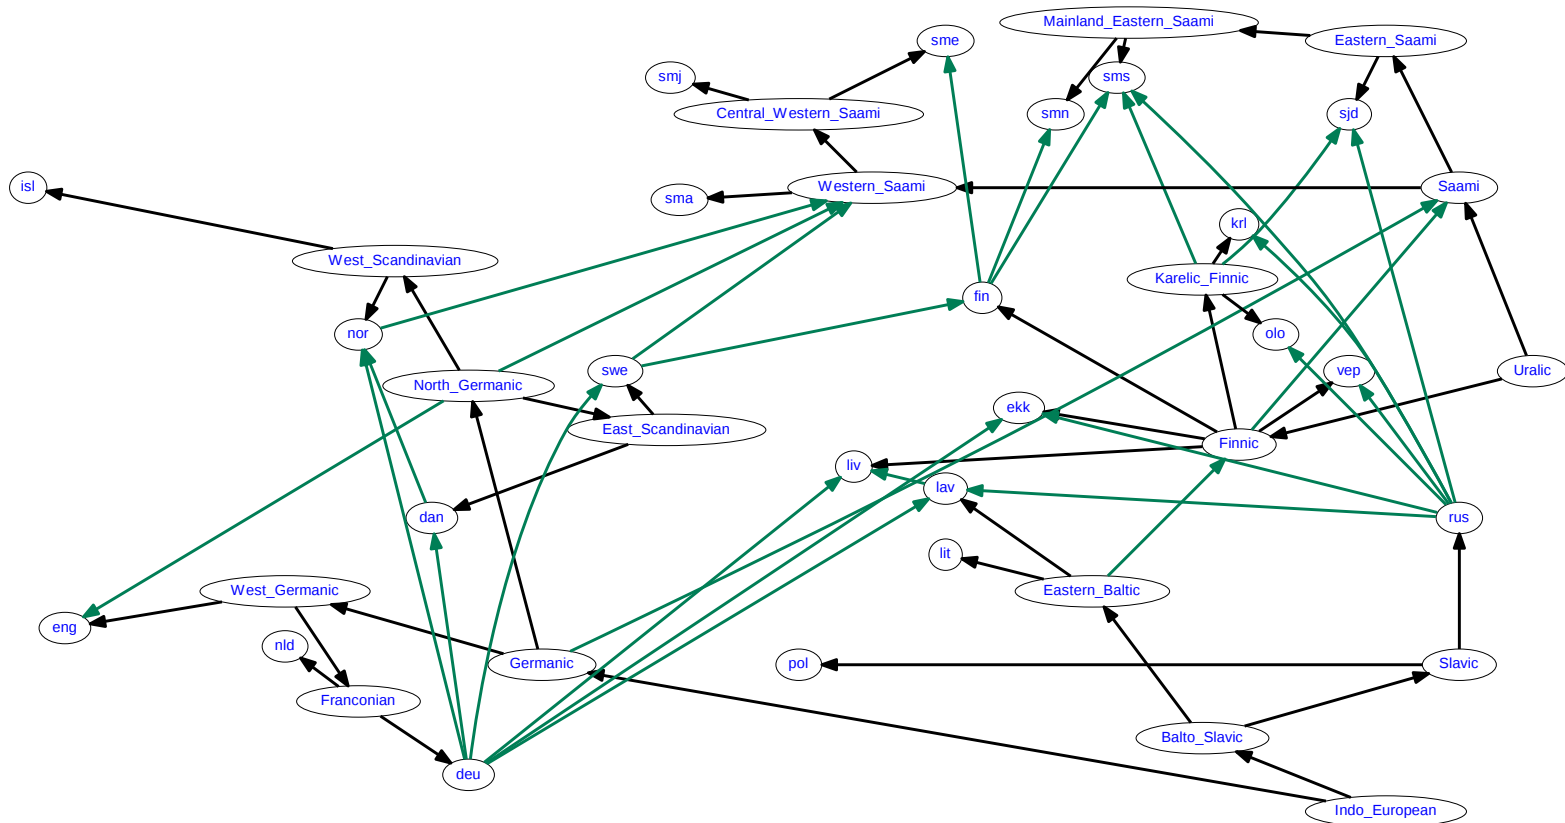 Mainland_Eastern_Saami
sme
Eastern_Saami
smj
sms
Central_Western_Saami
smn
sjd
isl
Western_Saami
Saami
sma
krl
West_Scandinavian
Karelic_Finnic
fin
nor
olo
swe
vep
Uralic
North_Germanic
ekk
East_Scandinavian
Finnic
liv
lav
dan
rus
lit
West_Germanic
Eastern_Baltic
eng
nld
Germanic
pol
Slavic
Franconian
Balto_Slavic
deu
Indo_European